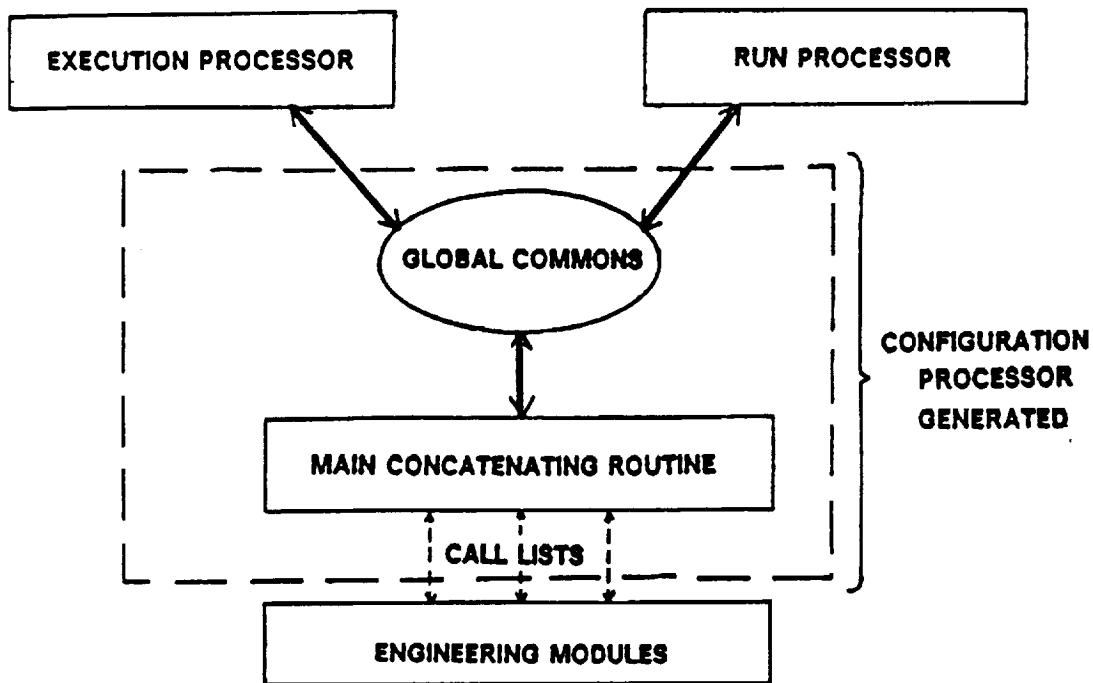 EXECUTION PROCESSOR
RUN PROCESSOR
GLOBAL COMMONS
CONFIGURATION
PROCESSOR
GENERATED
MAIN CONCATENATING ROUTINE
CALL LISTS
ENGINEERING MODULES